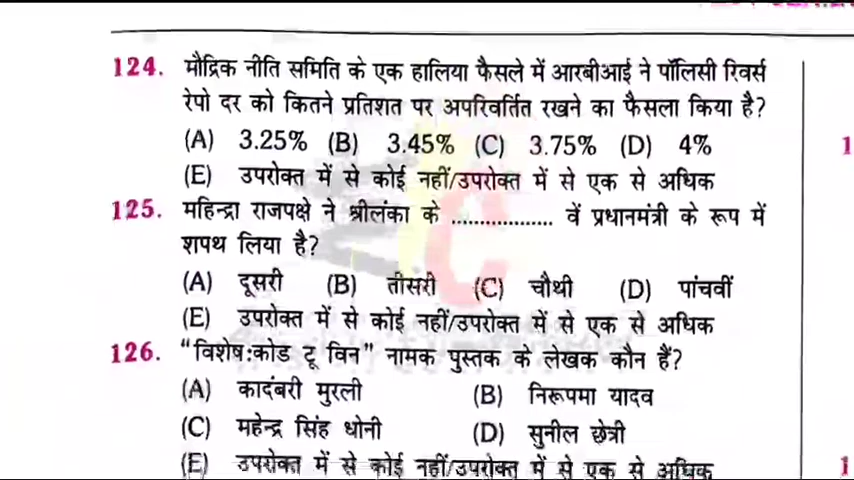 124. मौद्रिक नीति समिति के एक हालिया फैसले में आरबीआई ने पॉलिसी रिवर्स
रेपो दर को कितने प्रतिशत पर अपरिवर्तित रखने का फैसला किया है?
(A) 3.25% (B) 3.45% (C) 3.75% (D) 4%
(E) उपरोक्त में से कोई नहीं/उपरोक्त में से एक से अधिक
125. महिन्द्रा राजपक्षे ने श्रीलंका के .................. वें प्रधानमंत्री के रूप में
शपथ लिया है?
(A) दूसरी (B) तीसरी (C) चौथी (D) पांचवीं
(E) उपरोक्त में से कोई नहीं/उपरोक्त में से एक से अधिक
126. "विशेष:कोड टू विन" नामक पुस्तक के लेखक कौन हैं?
(A) कादंबरी मुरली (B) निरूपमा यादव
(C) महेन्द्र सिंह धोनी (D) सुनील छेत्री
(E) उपरोक्त में से कोई नहीं/उपरोक्त में से एक से अधिक